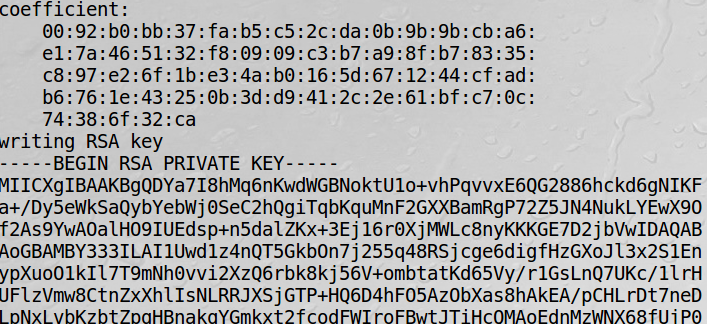 coefficient:
00:92:b0:bb:37:fa:b5:c5:2c:da:0b:9b:9b:cb:a6:
e1:7a:46:51:32:f8:09:09:c3:b7:a9:8f:b7:83:35:
c8:97:e2:6f:1b:e3:4a:b0:16:5d:67:12:44:cf:ad:
b6:76:1e:43:25:0b:3d:d9:41:2c:2e:61:bf:c7:0c:
74:38:6f:32:ca
writing RSA key
-----BEGIN RSA PRIVATE KEY-----
MIICXgIBAAKBgQDYa7I8hMq6nKwdWGBNoktU1o+vhPqvvxE6QG2886hckd6gNIKF
a+/Dy5eWkSaQybYebWj0SeC2hQgiTqbKquMnF2GXXBamRgP72Z5JN4NukLYEwX9O
f2As9YwAOalHO9IUEdsp+n5dalZKx+3Ej16r0XjMWLc8nyKKKGE7D2jbVwIDAQAB
AoGBAMBY333ILAI1Uwd1z4nQT5GkbOn7j255q48RSjcge6digfHzGXoJl3x2S1En
ypXuoO1kIl7T9mNh0vvi2XzQ6rbk8kj56V+ombtatKd65Vy/r1GsLnQ7UKc/1lrH
UFlzVmw8CtnZxXhlIsNLRRJXSjGTP+HQ6D4hFO5AzObXas8hAkEA/pCHLrDt7neD
LpNxLvbKzbtZpqHBnakqYGmkxt2fcodFWIroFBwtJTiHcOMAoEdnMzWNX68fUiP0